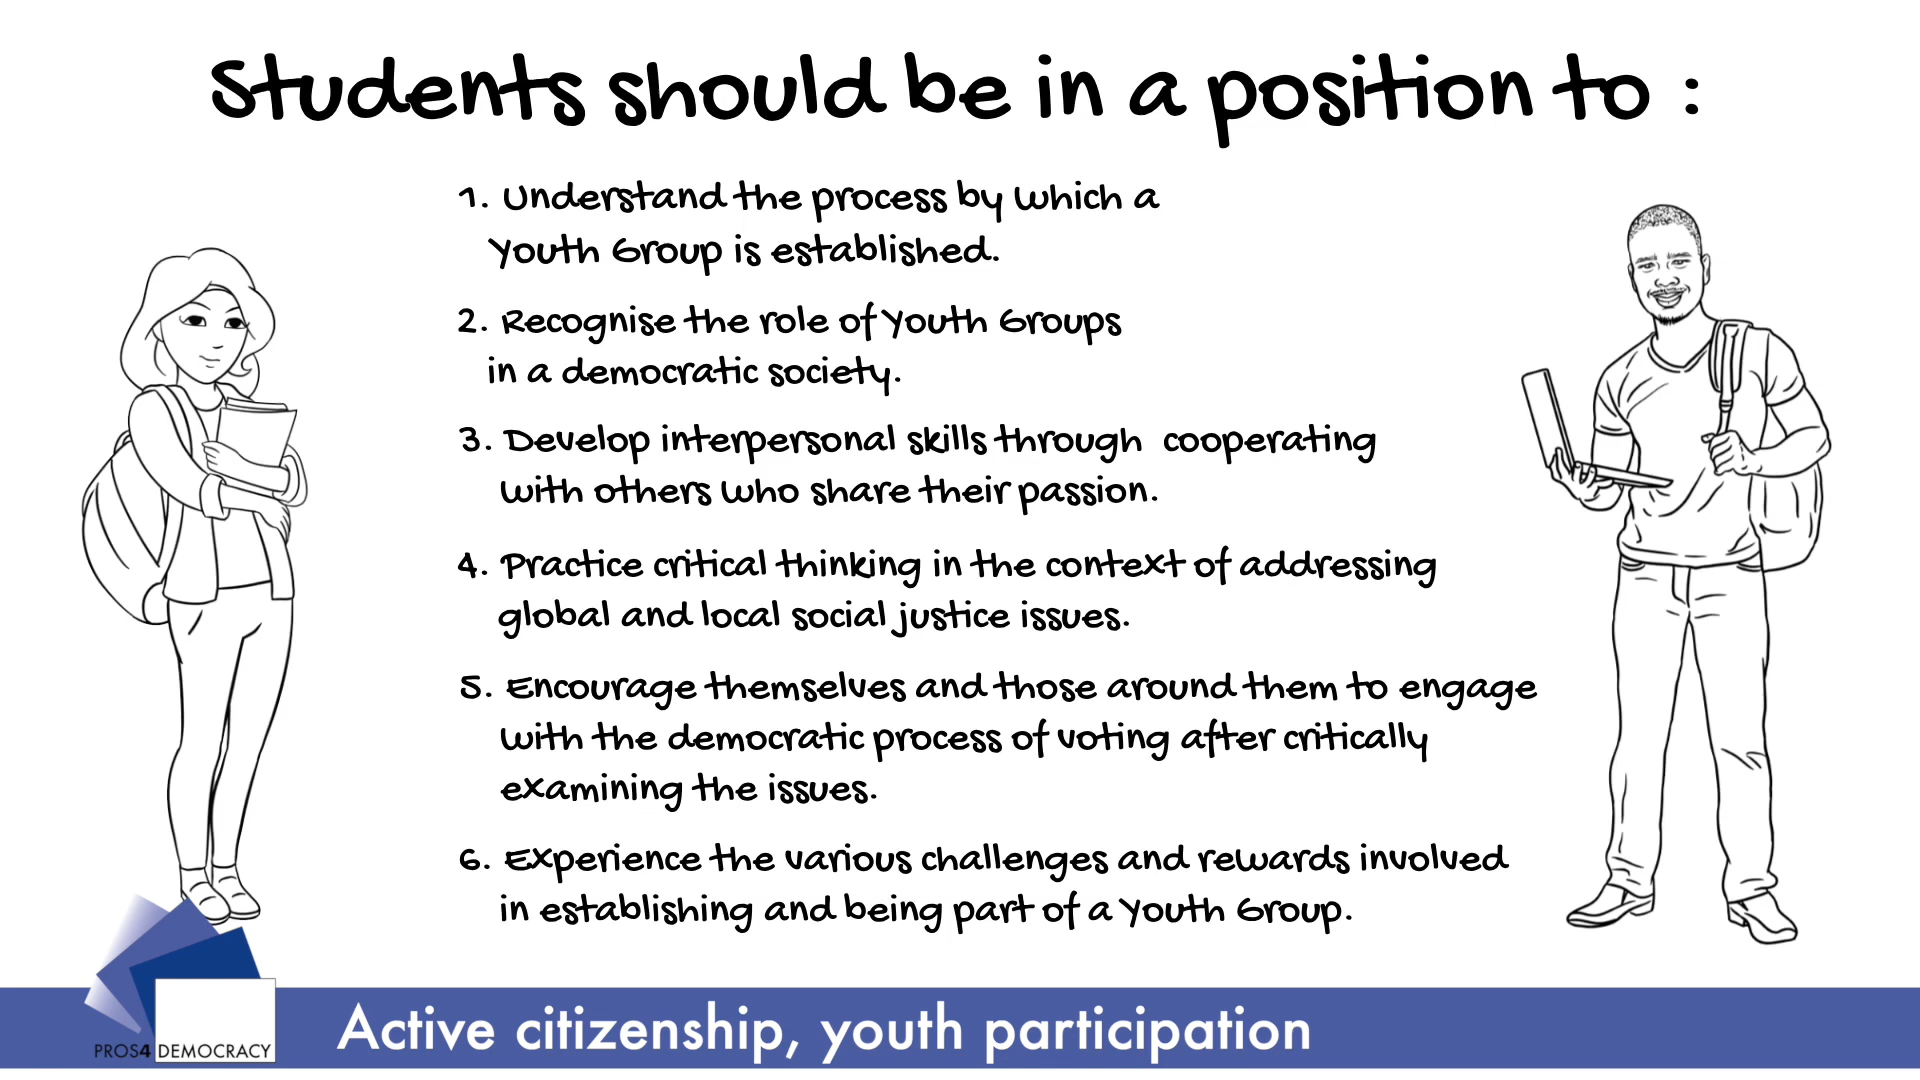 Students should be in a position to :
1. Understand the process by which a
Youth Group is established.
2. Recognise the role of Youth Groups
in a democratic society.
3. Develop interpersonal skills through cooperating
with others who share their passion.
4. Practice critical thinking in the context of addressing
global and local social justice issues.
5. Encourage themselves and those around them to engage
with the democratic process of voting after critically
examining the issues.
6. Experience the various challenges and rewards involved
in establishing and being part of a Youth Group.
PROS4 DEMOCRACY
Active citizenship, youth participation